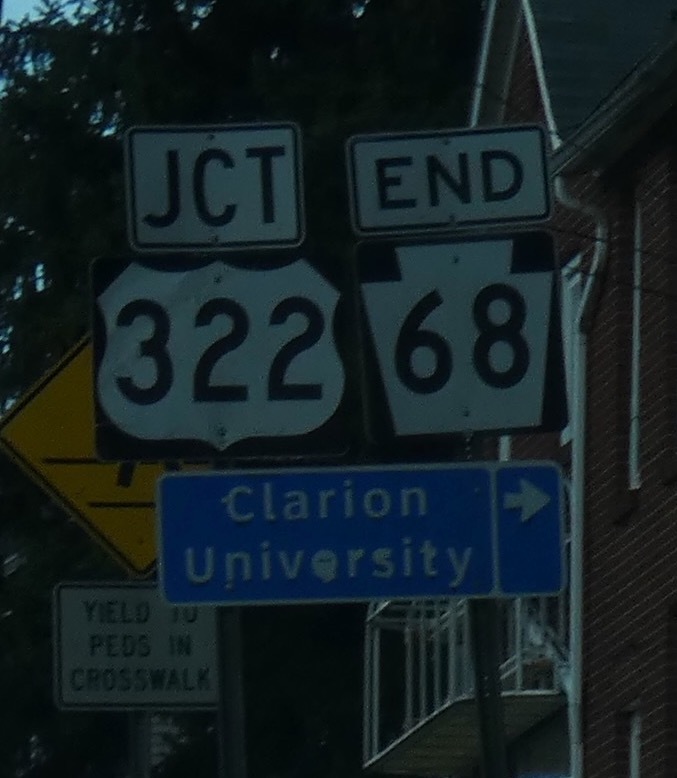 JCT
322
END
68
Clarion
University
YIELD TO
PEDS IN
CROSSWALK